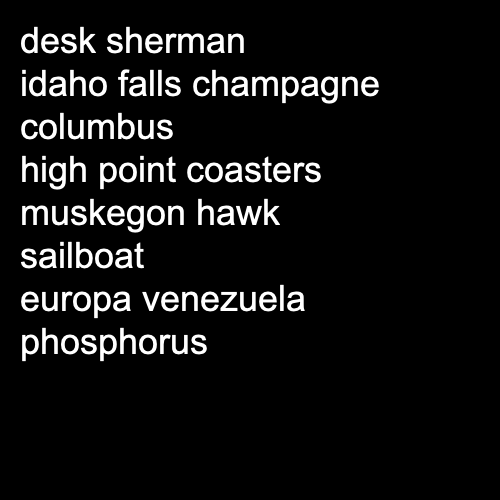 desk sherman
idaho falls champagne
columbus
high point coasters
muskegon hawk
sailboat
europa venezuela
phosphorus